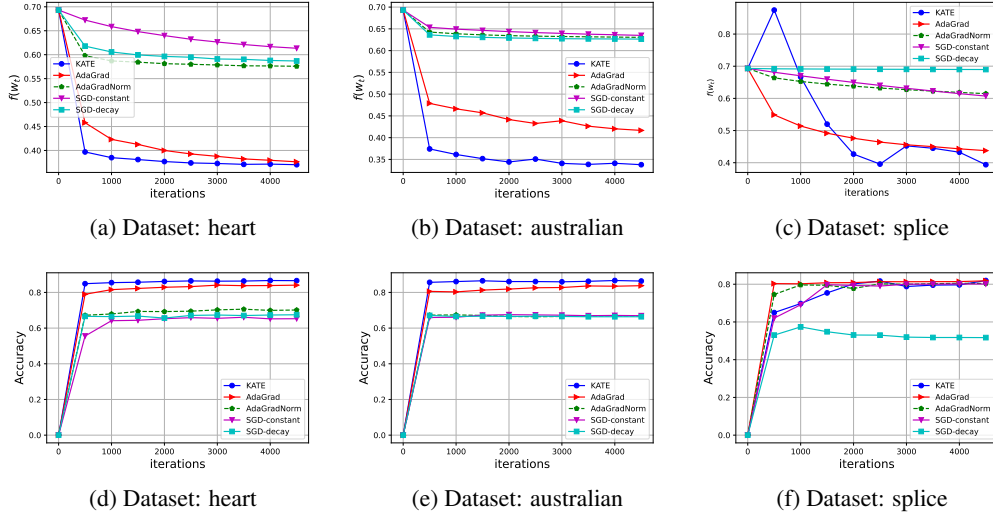 0.70
0.65
0.60
0.55
0.50
0.45
0.40
f(w_t)
KATE
AdaGrad
AdaGradNorm
SGD-constant
SGD-decay
0 1000 2000 3000 4000
iterations
(a) Dataset: heart
0.70
0.65
0.60
0.55
0.50
0.45
0.40
0.35
f(w_t)
KATE
AdaGrad
AdaGradNorm
SGD-constant
SGD-decay
0 1000 2000 3000 4000
iterations
(b) Dataset: australian
0.8
0.7
0.6
0.5
0.4
f(w_t)
KATE
AdaGrad
AdaGradNorm
SGD-constant
SGD-decay
0 1000 2000 3000 4000
iterations
(c) Dataset: splice
0.8
0.6
0.4
0.2
0.0
Accuracy
KATE
AdaGrad
AdaGradNorm
SGD-constant
SGD-decay
0 1000 2000 3000 4000
iterations
(d) Dataset: heart
0.8
0.6
0.4
0.2
0.0
Accuracy
KATE
AdaGrad
AdaGradNorm
SGD-constant
SGD-decay
0 1000 2000 3000 4000
iterations
(e) Dataset: australian
0.8
0.6
0.4
0.2
0.0
Accuracy
KATE
AdaGrad
AdaGradNorm
SGD-constant
SGD-decay
0 1000 2000 3000 4000
iterations
(f) Dataset: splice